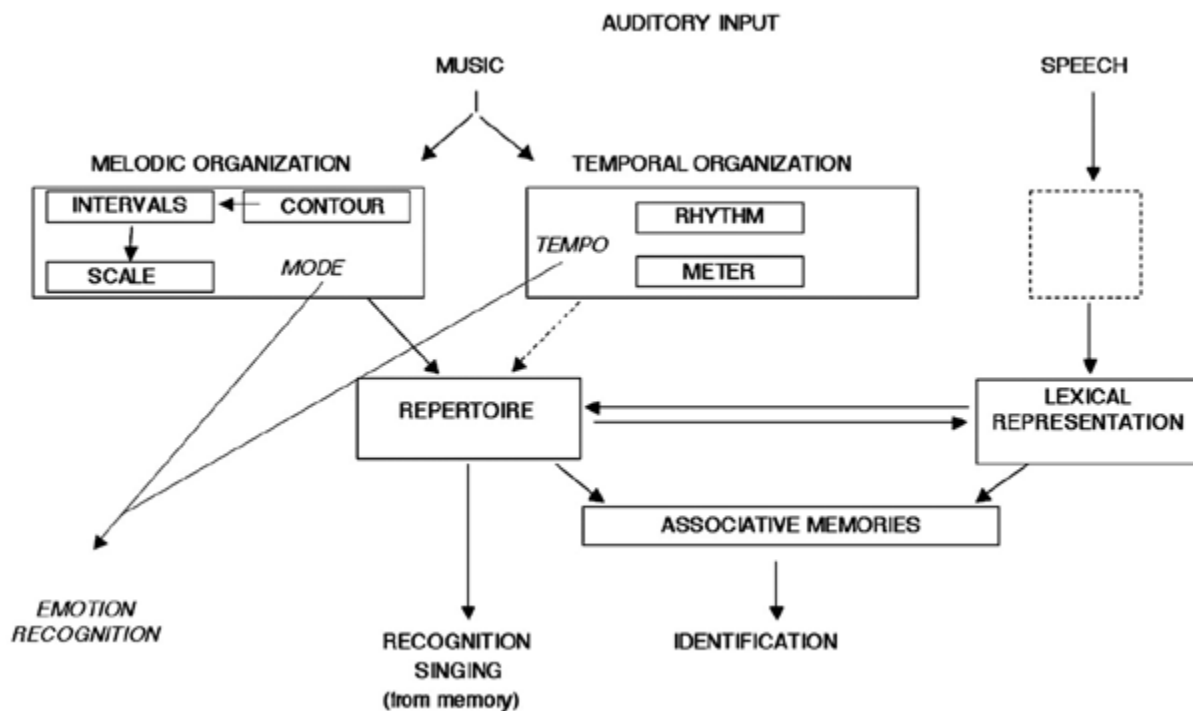 AUDITORY INPUT
MUSIC
SPEECH
MELODIC ORGANIZATION
TEMPORAL ORGANIZATION
INTERVALS
CONTOUR
RHYTHM
TEMPO
SCALE
MODE
METER
REPERTOIRE
LEXICAL
REPRESENTATION
ASSOCIATIVE MEMORIES
EMOTION
RECOGNITION
RECOGNITION
SINGING
(from memory)
IDENTIFICATION